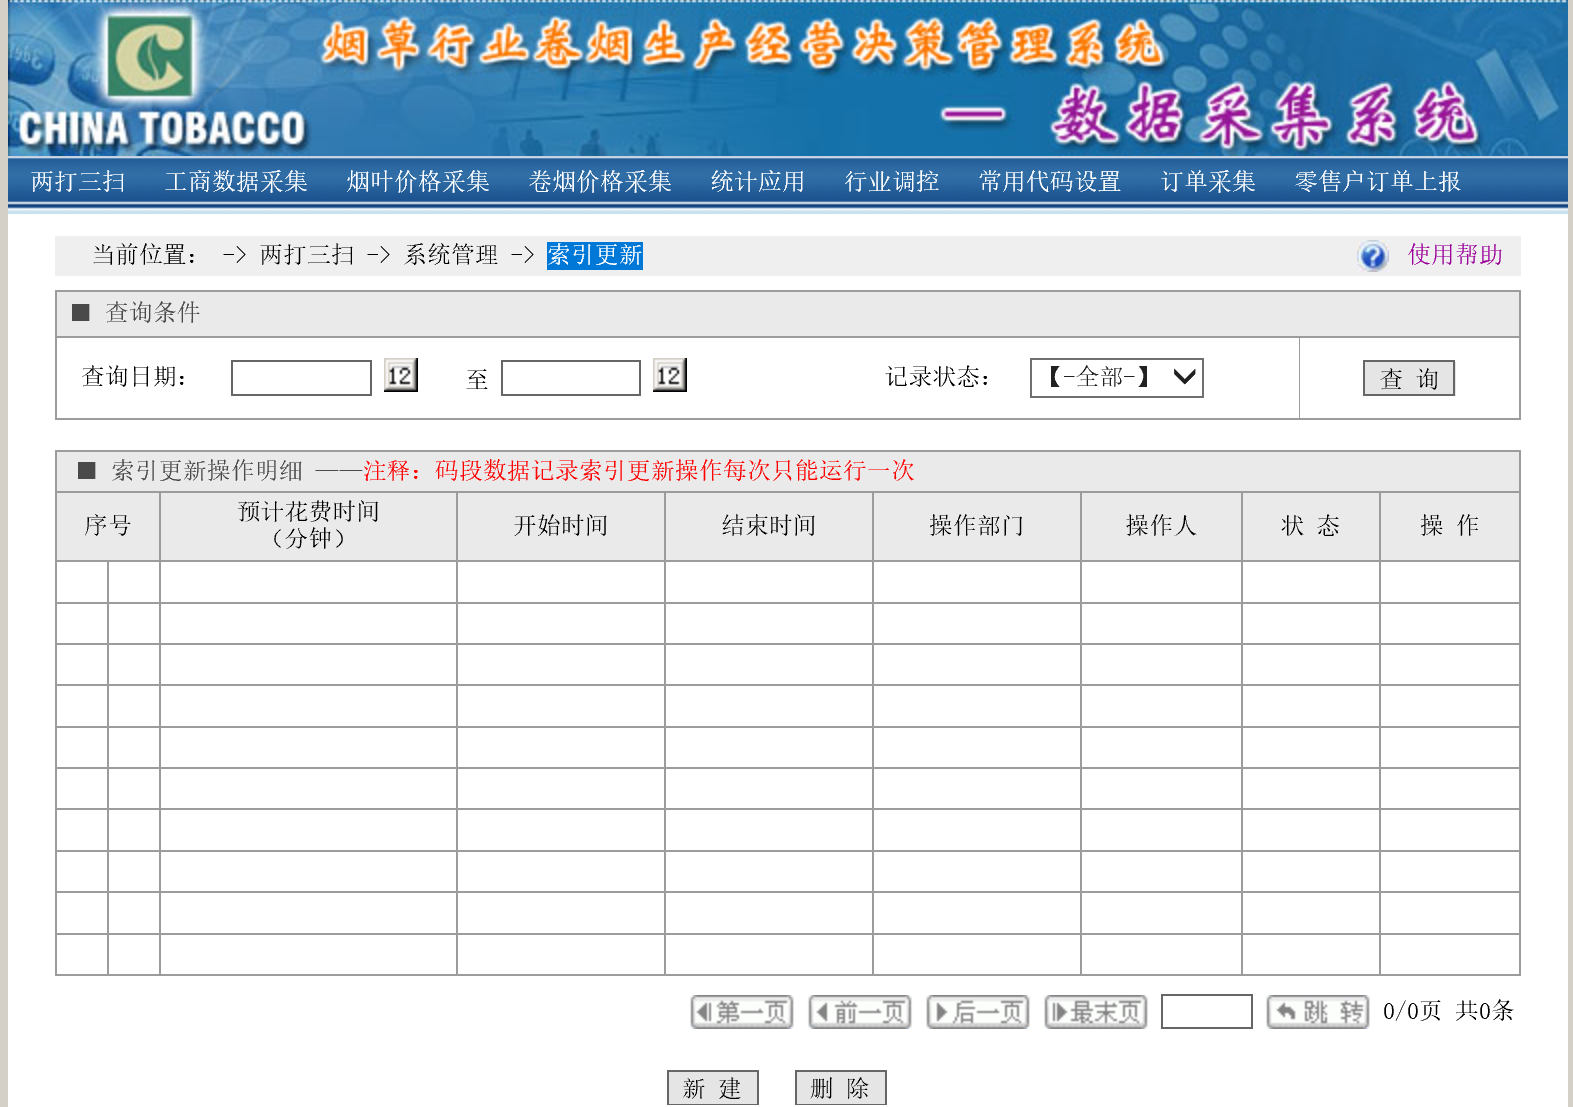 烟草行业卷烟生产经营决策管理系统
— 数据采集系统
CHINA TOBACCO
两打三扫 工商数据采集 烟叶价格采集 卷烟价格采集 统计应用 行业调控 常用代码设置 订单采集 零售户订单上报
当前位置： -> 两打三扫 -> 系统管理 -> 索引更新 使用帮助
■ 查询条件
查询日期： 12 至 12 记录状态： 【-全部-】 查 询
■ 索引更新操作明细 ——注释：码段数据记录索引更新操作每次只能运行一次
序号 预计花费时间（分钟） 开始时间 结束时间 操作部门 操作人 状 态 操 作
第一页 前一页 后一页 最末页 跳 转 0/0页 共0条
新 建 删 除